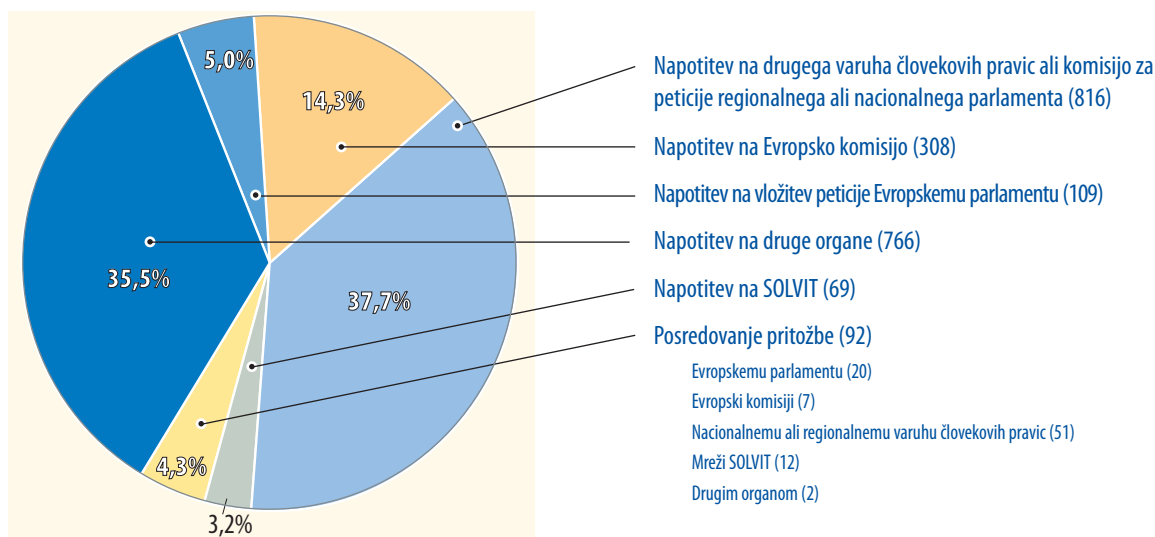 5,0%
14,3%
35,5%
37,7%
4,3%
3,2%
Napotitev na drugega varuha človekovih pravic ali komisijo za
peticije regionalnega ali nacionalnega parlamenta (816)
Napotitev na Evropsko komisijo (308)
Napotitev na vložitev peticije Evropskemu parlamentu (109)
Napotitev na druge organe (766)
Napotitev na SOLVIT (69)
Posredovanje pritožbe (92)
Evropskemu parlamentu (20)
Evropski komisiji (7)
Nacionalnemu ali regionalnemu varuhu človekovih pravic (51)
Mreži SOLVIT (12)
Drugim organom (2)